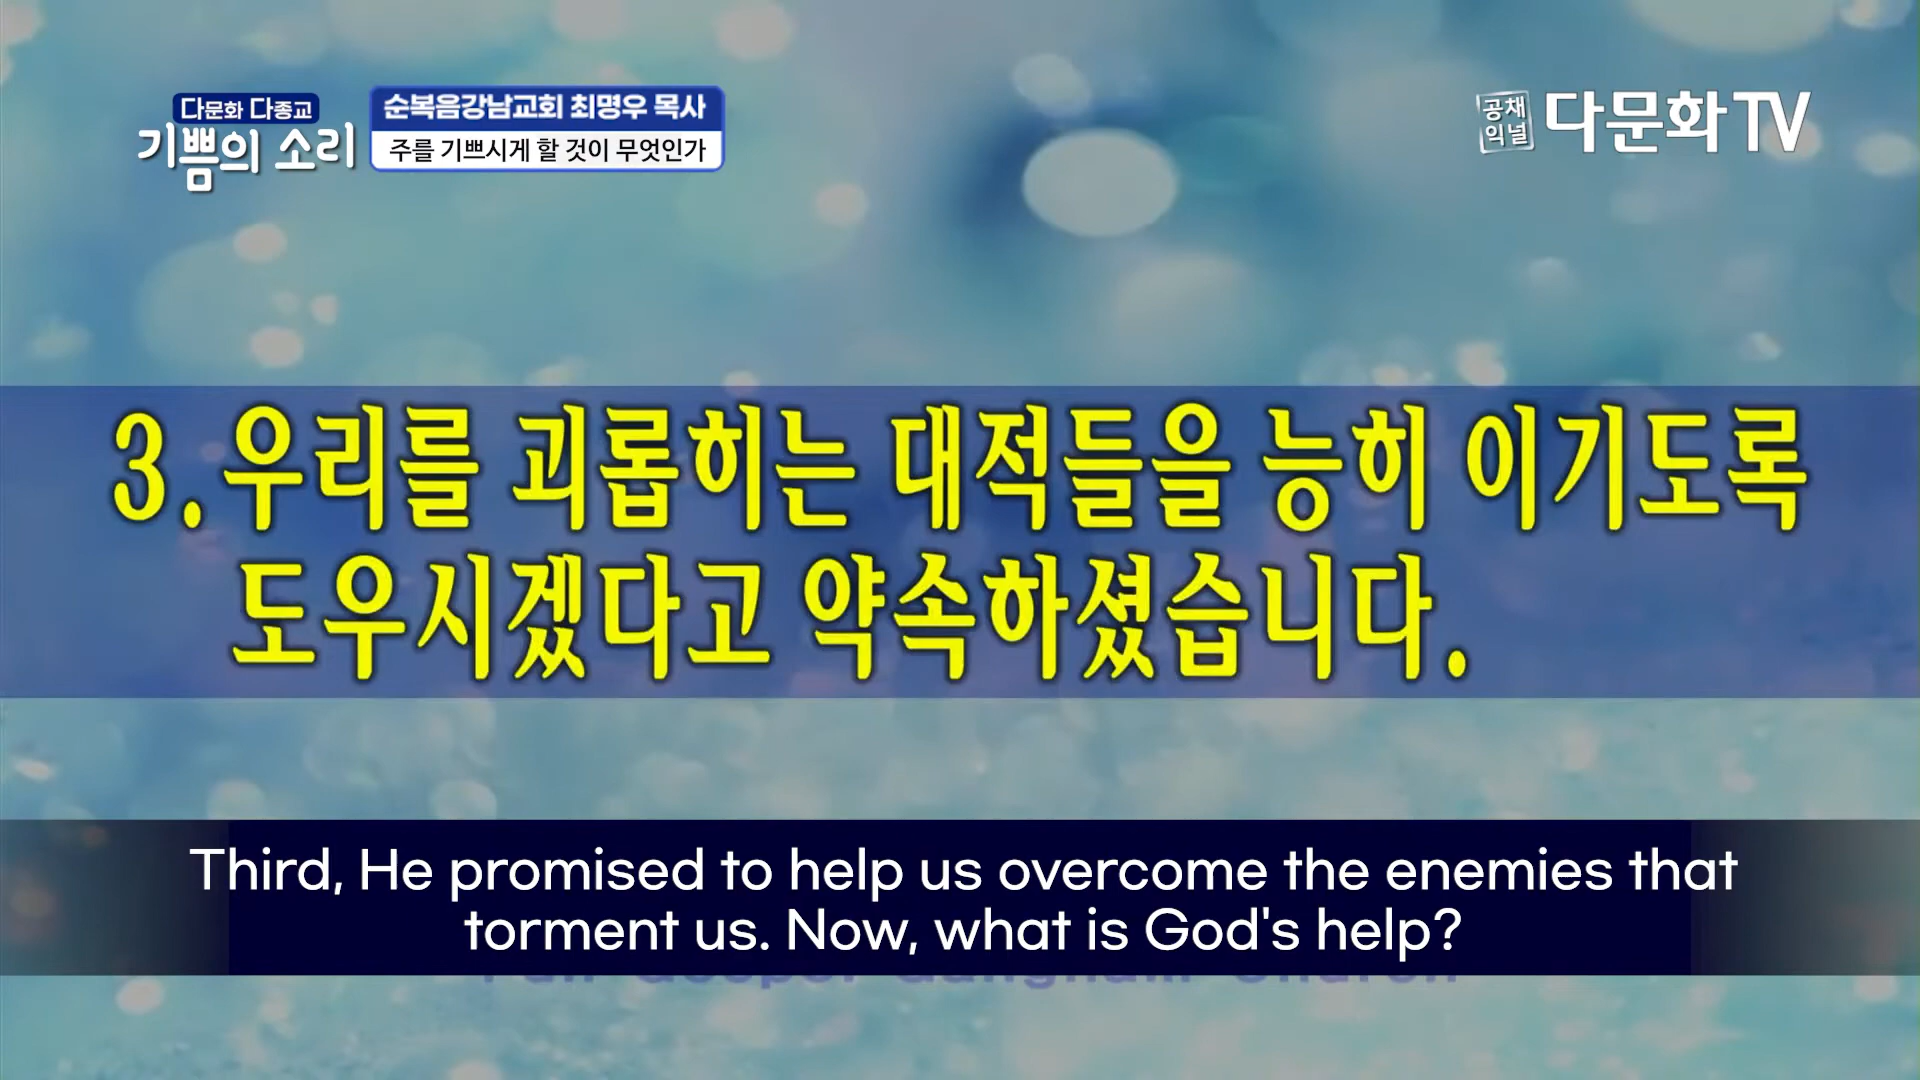 다문화 다종교
기쁨의 소리
순복음강남교회 최명우 목사
주를 기쁘시게 할 것이 무엇인가
공채
익널
다문화TV
3. 우리를 괴롭히는 대적들을 능히 이기도록
도우시겠다고 약속하셨습니다.
Third, He promised to help us overcome the enemies that
torment us. Now, what is God's help?